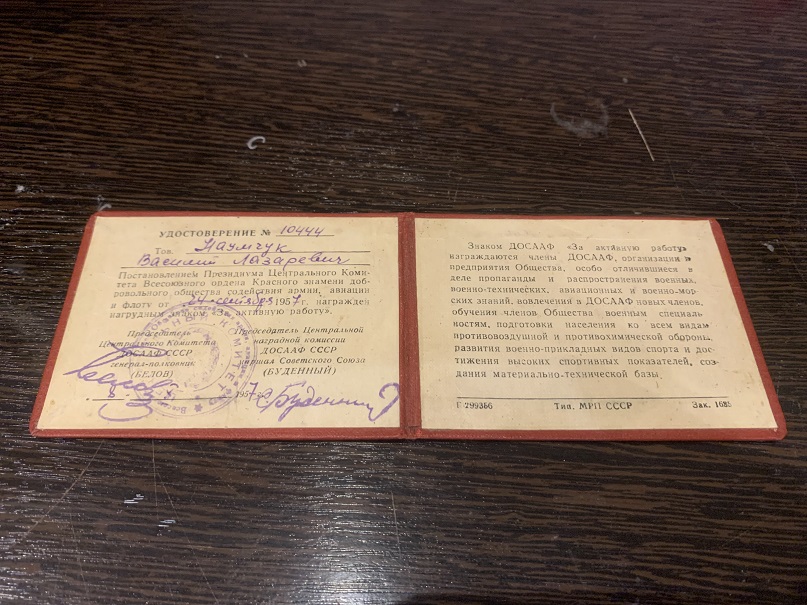 УДОСТОВЕРЕНИЕ № 10444
Тов. Наумчук
Василий Лазаревич
Постановлением Президиума Центрального Коми-
тета Всесоюзного ордена Красного знамени доб-
ровольного общества содействия армии, авиации
и флоту от 24 сентября 1957 г. награжден
нагрудным значком „За активную работу».
Председатель
Центрального Комитета
ДОСААФ СССР
генерал-полковник
(БЕЛОВ)
Председатель Центральной
наградной комиссии
ДОСААФ СССР
Маршал Советского Союза
(БУДЕННЫЙ)
1957
Знаком ДОСААФ «За активную работу»
награждаются члены ДОСААФ, организации и
предприятия Общества, особо отличившиеся в
деле пропаганды и распространения военных,
военно-технических, авиационных и военно-мор-
ских знаний, вовлечения в ДОСААФ новых членов,
обучения членов Общества военным специаль-
ностям, подготовки населения ко всем видам
противовоздушной и противохимической обороны,
развития военно-прикладных видов спорта и дос-
тижения высоких спортивных показателей, соз-
дания материально-технической базы.
Г 299366 Тип. МРП СССР Зак. 1685